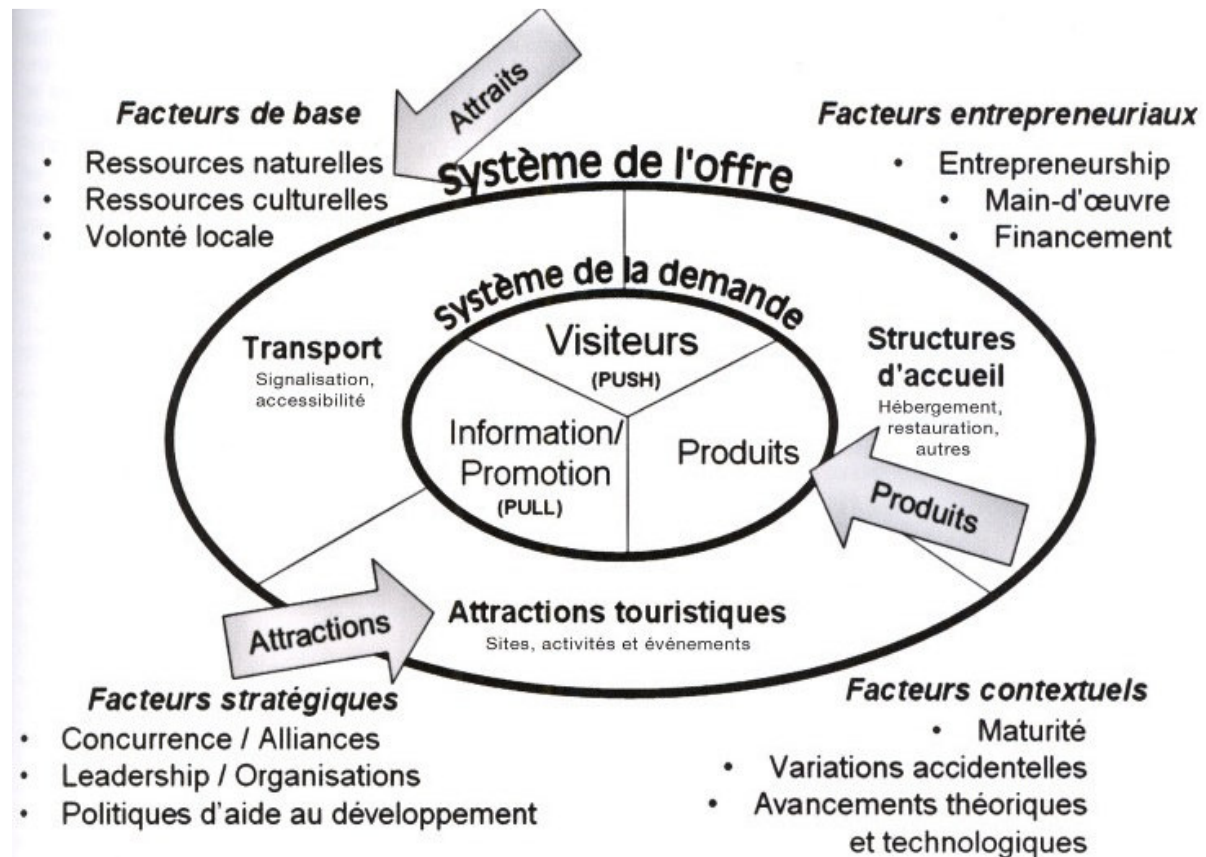 Attraits
Facteurs de base
• Ressources naturelles
• Ressources culturelles
• Volonté locale
Facteurs entrepreneuriaux
• Entrepreneurship
• Main-d'œuvre
• Financement
système de l'offre
système de la demande
Visiteurs
(PUSH)
Information/
Promotion
(PULL)
Produits
Transport
Signalisation,
accessibilité
Structures
d'accueil
Hébergement,
restauration,
autres
Produits
Attractions
Attractions touristiques
Sites, activités et événements
Facteurs stratégiques
• Concurrence / Alliances
• Leadership / Organisations
• Politiques d'aide au développement
Facteurs contextuels
• Maturité
• Variations accidentelles
• Avancements théoriques
et technologiques